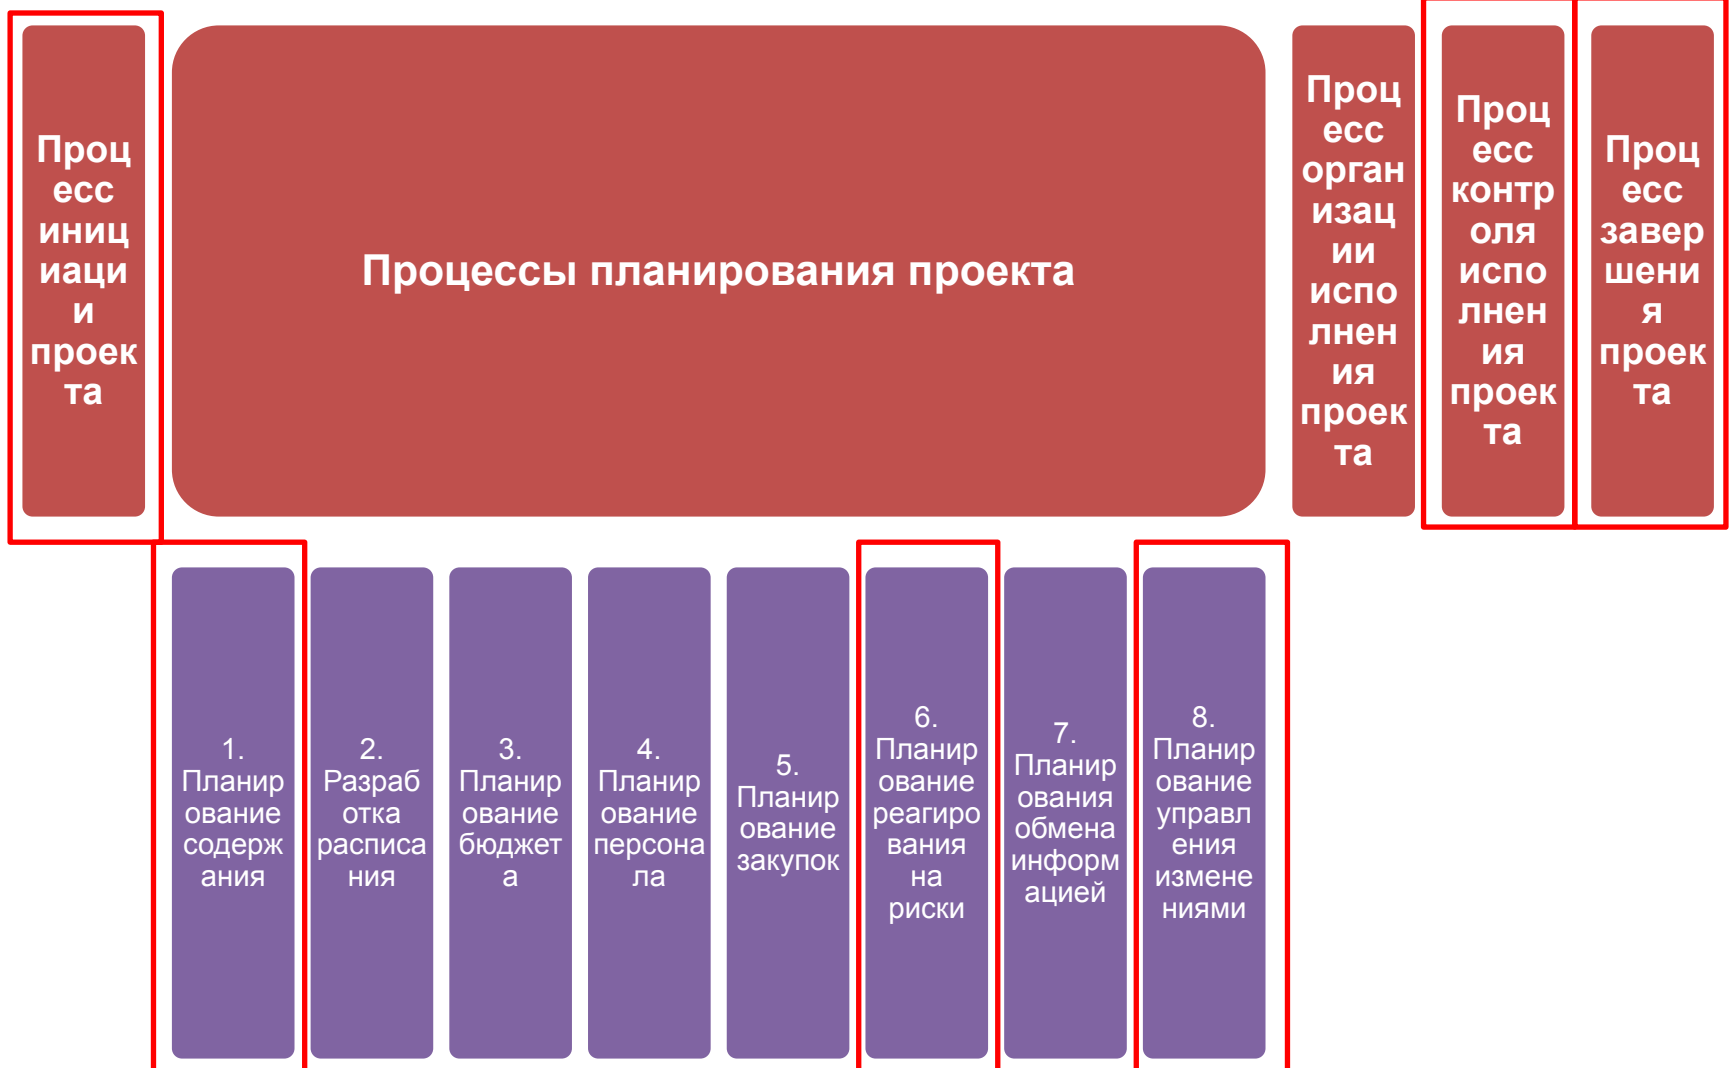 Проц
есс
иниц
иаци
и
проек
та
Процессы планирования проекта
Проц
есс
орган
изац
ии
испо
лнен
ия
проек
та
Проц
есс
контр
оля
испо
лнен
ия
проек
та
Проц
есс
завер
шени
я
проек
та
1.
Планир
ование
содерж
ания
2.
Разраб
отка
расписа
ния
3.
Планир
ование
бюджет
а
4.
Планир
ование
персона
ла
5.
Планир
ование
закупок
6.
Планир
ование
реагиро
вания
на
риски
7.
Планир
ования
обмена
информ
ацией
8.
Планир
ование
управл
ения
измене
ниями